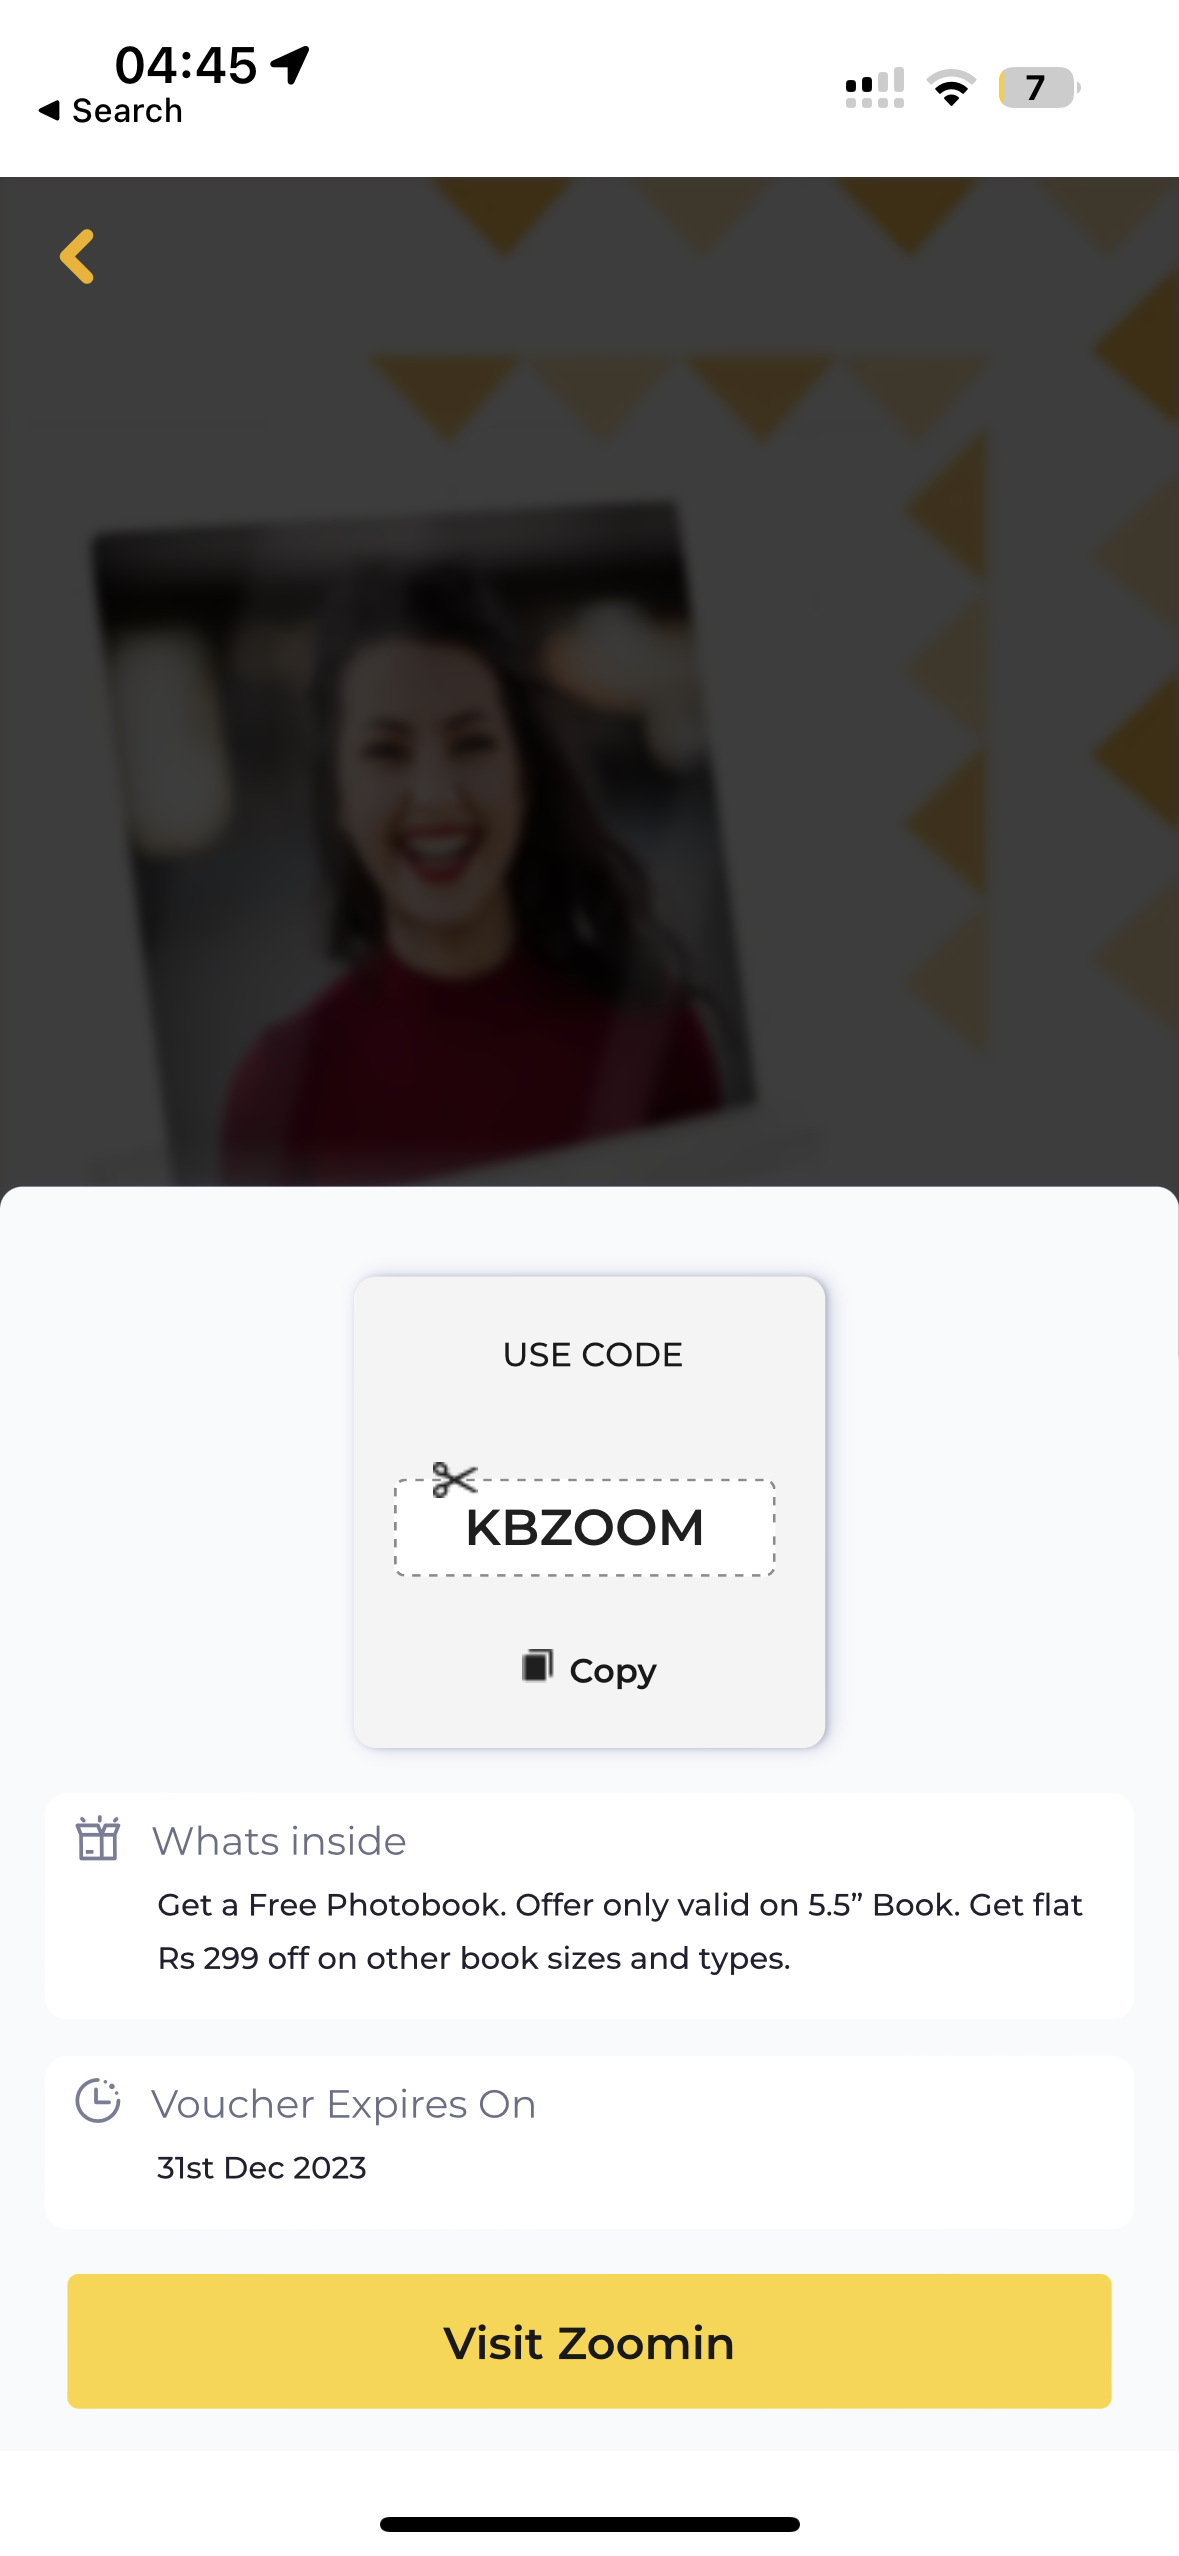 04:45
Search
7
USE CODE
KBZOOM
Copy
Whats inside
Get a Free Photobook. Offer only valid on 5.5” Book. Get flat
Rs 299 off on other book sizes and types.
Voucher Expires On
31st Dec 2023
Visit Zoomin